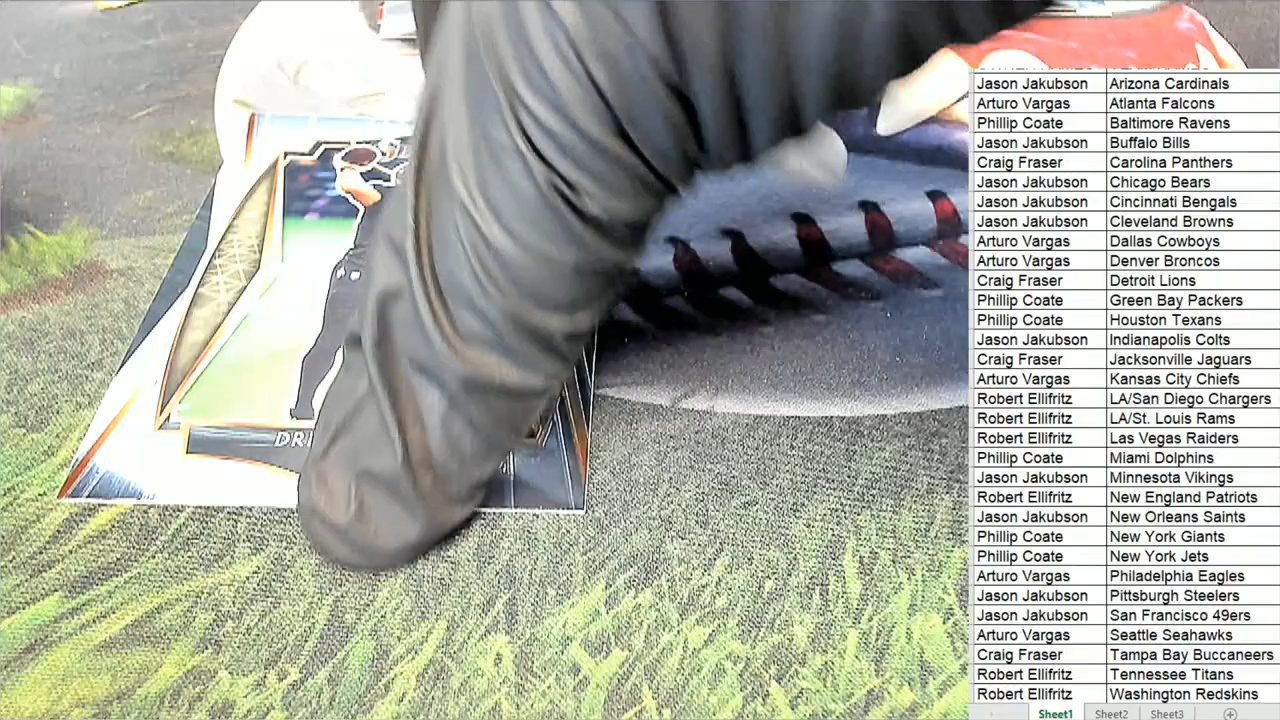 Jason Jakubson Arizona Cardinals
Arturo Vargas Atlanta Falcons
Phillip Coate Baltimore Ravens
Jason Jakubson Buffalo Bills
Craig Fraser Carolina Panthers
Jason Jakubson Chicago Bears
Jason Jakubson Cincinnati Bengals
Jason Jakubson Cleveland Browns
Arturo Vargas Dallas Cowboys
Arturo Vargas Denver Broncos
Craig Fraser Detroit Lions
Phillip Coate Green Bay Packers
Phillip Coate Houston Texans
Jason Jakubson Indianapolis Colts
Craig Fraser Jacksonville Jaguars
Arturo Vargas Kansas City Chiefs
Robert Ellifritz LA/San Diego Chargers
Robert Ellifritz LA/St. Louis Rams
Robert Ellifritz Las Vegas Raiders
Phillip Coate Miami Dolphins
Jason Jakubson Minnesota Vikings
Robert Ellifritz New England Patriots
Jason Jakubson New Orleans Saints
Phillip Coate New York Giants
Phillip Coate New York Jets
Arturo Vargas Philadelphia Eagles
Jason Jakubson Pittsburgh Steelers
Jason Jakubson San Francisco 49ers
Arturo Vargas Seattle Seahawks
Craig Fraser Tampa Bay Buccaneers
Robert Ellifritz Tennessee Titans
Robert Ellifritz Washington Redskins
Sheet1 Sheet2 Sheet3